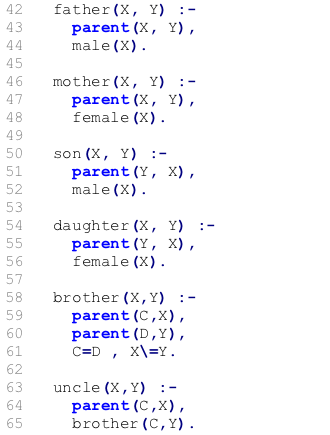 42 father(X, Y) :-
43 parent(X, Y),
44 male(X).
45
46 mother(X, Y) :-
47 parent(X, Y),
48 female(X).
49
50 son(X, Y) :-
51 parent(Y, X),
52 male(X).
53
54 daughter(X, Y) :-
55 parent(Y, X),
56 female(X).
57
58 brother(X,Y) :-
59 parent(C,X),
60 parent(D,Y),
61 C=D , X\=Y.
62
63 uncle(X,Y) :-
64 parent(C,X),
65 brother(C,Y).